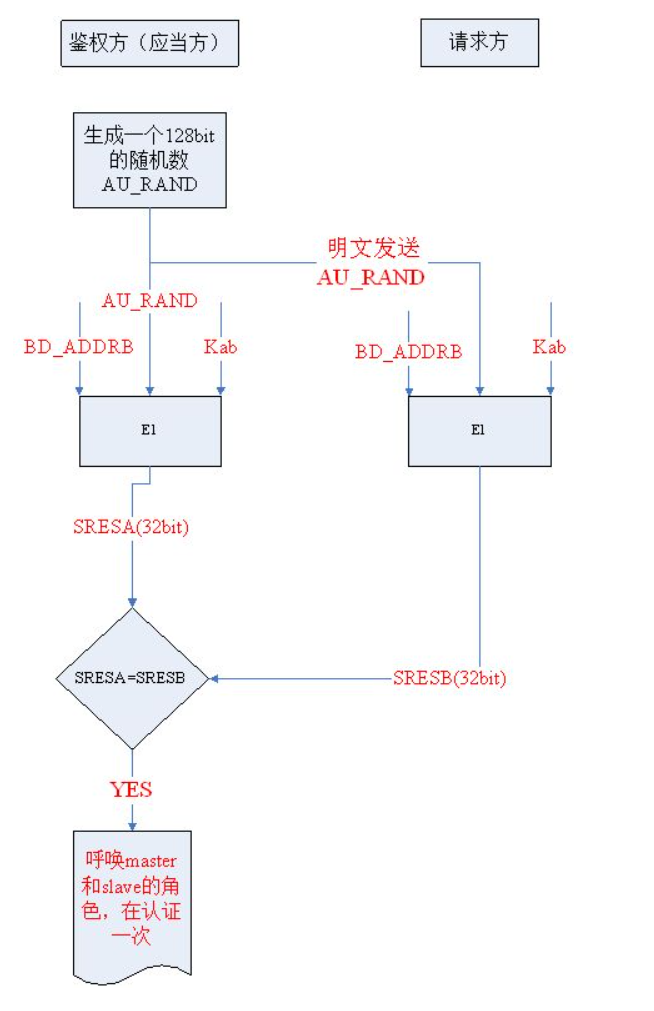 鉴权方（应当方）
请求方
生成一个128bit
的随机数
AU_RAND
明文发送
AU_RAND
AU_RAND
BD_ADDRB
Kab
BD_ADDRB
Kab
E1
E1
SRESA(32bit)
SRESA=SRESB
SRESB(32bit)
YES
呼唤master
和slave的角
色，在认证
一次